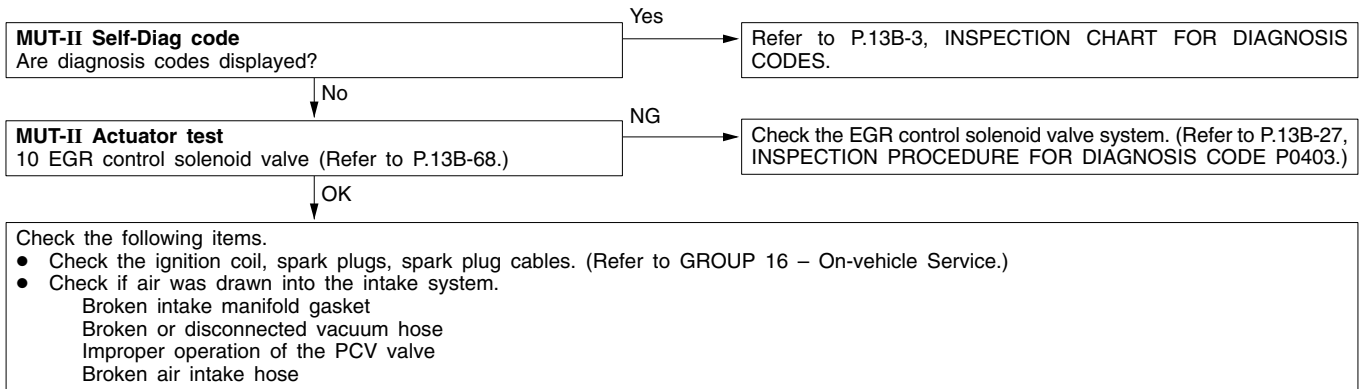 Yes
MUT-II Self-Diag code
Are diagnosis codes displayed?
Refer to P.13B-3, INSPECTION CHART FOR DIAGNOSIS
CODES.
No
NG
MUT-II Actuator test
10 EGR control solenoid valve (Refer to P.13B-68.)
Check the EGR control solenoid valve system. (Refer to P.13B-27,
INSPECTION PROCEDURE FOR DIAGNOSIS CODE P0403.)
OK
Check the following items.
● Check the ignition coil, spark plugs, spark plug cables. (Refer to GROUP 16 – On-vehicle Service.)
● Check if air was drawn into the intake system.
Broken intake manifold gasket
Broken or disconnected vacuum hose
Improper operation of the PCV valve
Broken air intake hose